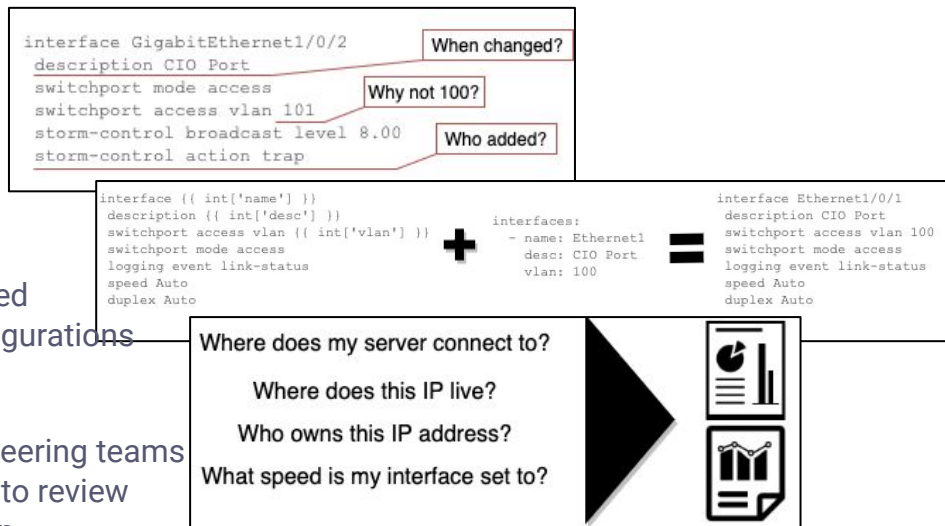 interface GigabitEthernet1/0/2
description CIO Port
switchport mode access
switchport access vlan 101
storm-control broadcast level 8.00
storm-control action trap
When changed?
Why not 100?
Who added?
interface {{ int['name'] }}
description {{ int['desc'] }}
switchport access vlan {{ int['vlan'] }}
switchport mode access
logging event link-status
speed Auto
duplex Auto
+
interfaces:
- name: Ethernet1
desc: CIO Port
vlan: 100
=
interface Ethernet1/0/1
description CIO Port
switchport access vlan 100
switchport mode access
logging event link-status
speed Auto
duplex Auto
ed
gurations
eering teams
to review
Where does my server connect to?
Where does this IP live?
Who owns this IP address?
What speed is my interface set to?